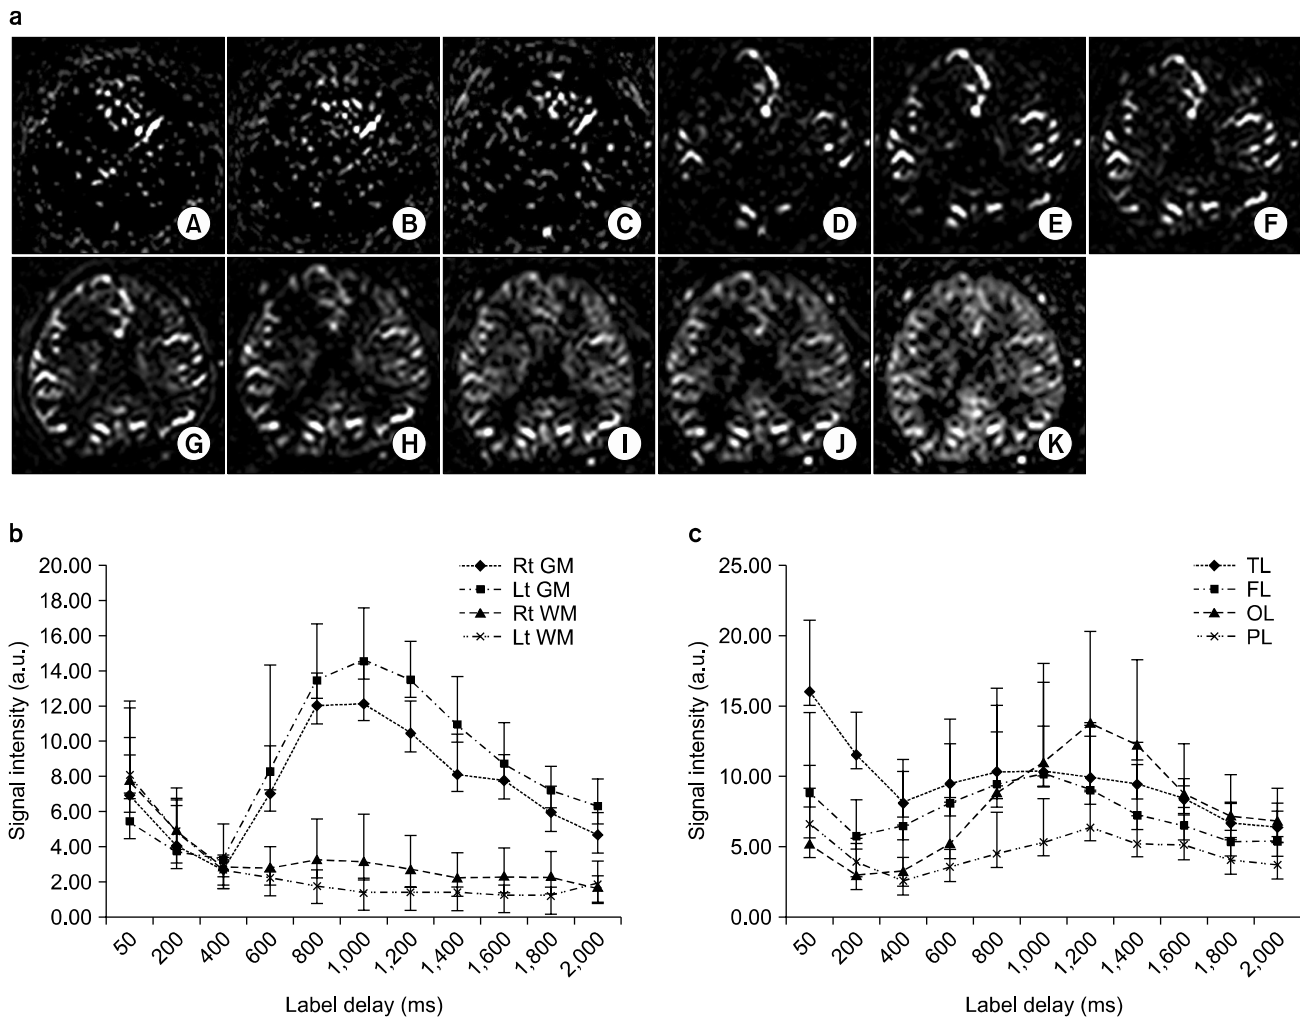 a
A B C D E F
G H I J K
b
Rt GM
Lt GM
Rt WM
Lt WM
Signal intensity (a.u.)
20.00
18.00
16.00
14.00
12.00
10.00
8.00
6.00
4.00
2.00
0.00
50 200 400 600 800 1,000 1,200 1,400 1,600 1,800 2,000
Label delay (ms)
c
TL
FL
OL
PL
Signal intensity (a.u.)
25.00
20.00
15.00
10.00
5.00
0.00
50 200 400 600 800 1,000 1,200 1,400 1,600 1,800 2,000
Label delay (ms)